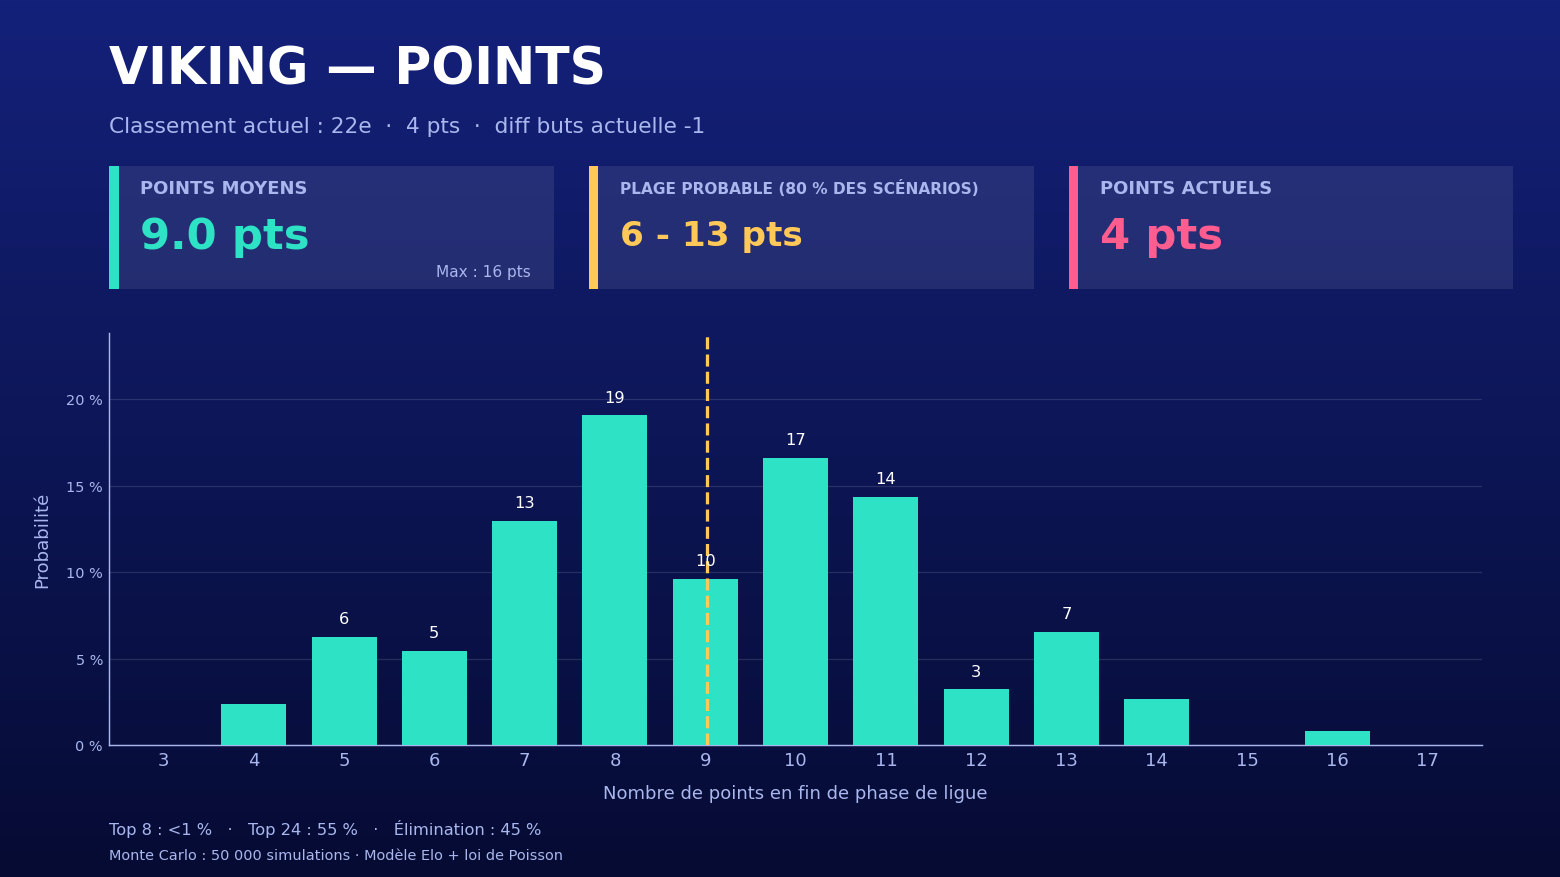 VIKING — POINTS
Classement actuel : 22e · 4 pts · diff buts actuelle -1
POINTS MOYENS
9.0 pts
Max : 16 pts
PLAGE PROBABLE (80 % DES SCÉNARIOS)
6 - 13 pts
POINTS ACTUELS
4 pts
Probabilité
20 %
15 %
10 %
5 %
0 %
6
5
13
19
10
17
14
3
7
3 4 5 6 7 8 9 10 11 12 13 14 15 16 17
Nombre de points en fin de phase de ligue
Top 8 : <1 % · Top 24 : 55 % · Élimination : 45 %
Monte Carlo : 50 000 simulations · Modèle Elo + loi de Poisson